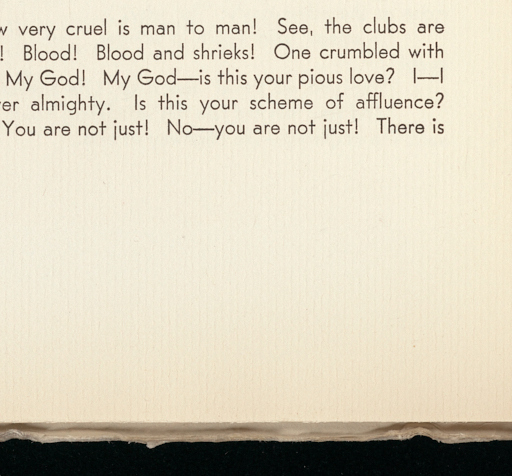 very cruel is man to man! See, the clubs are
! Blood! Blood and shrieks! One crumbled with
My God! My God—is this your pious love? I—I
er almighty. Is this your scheme of affluence?
You are not just! No—you are not just! There is